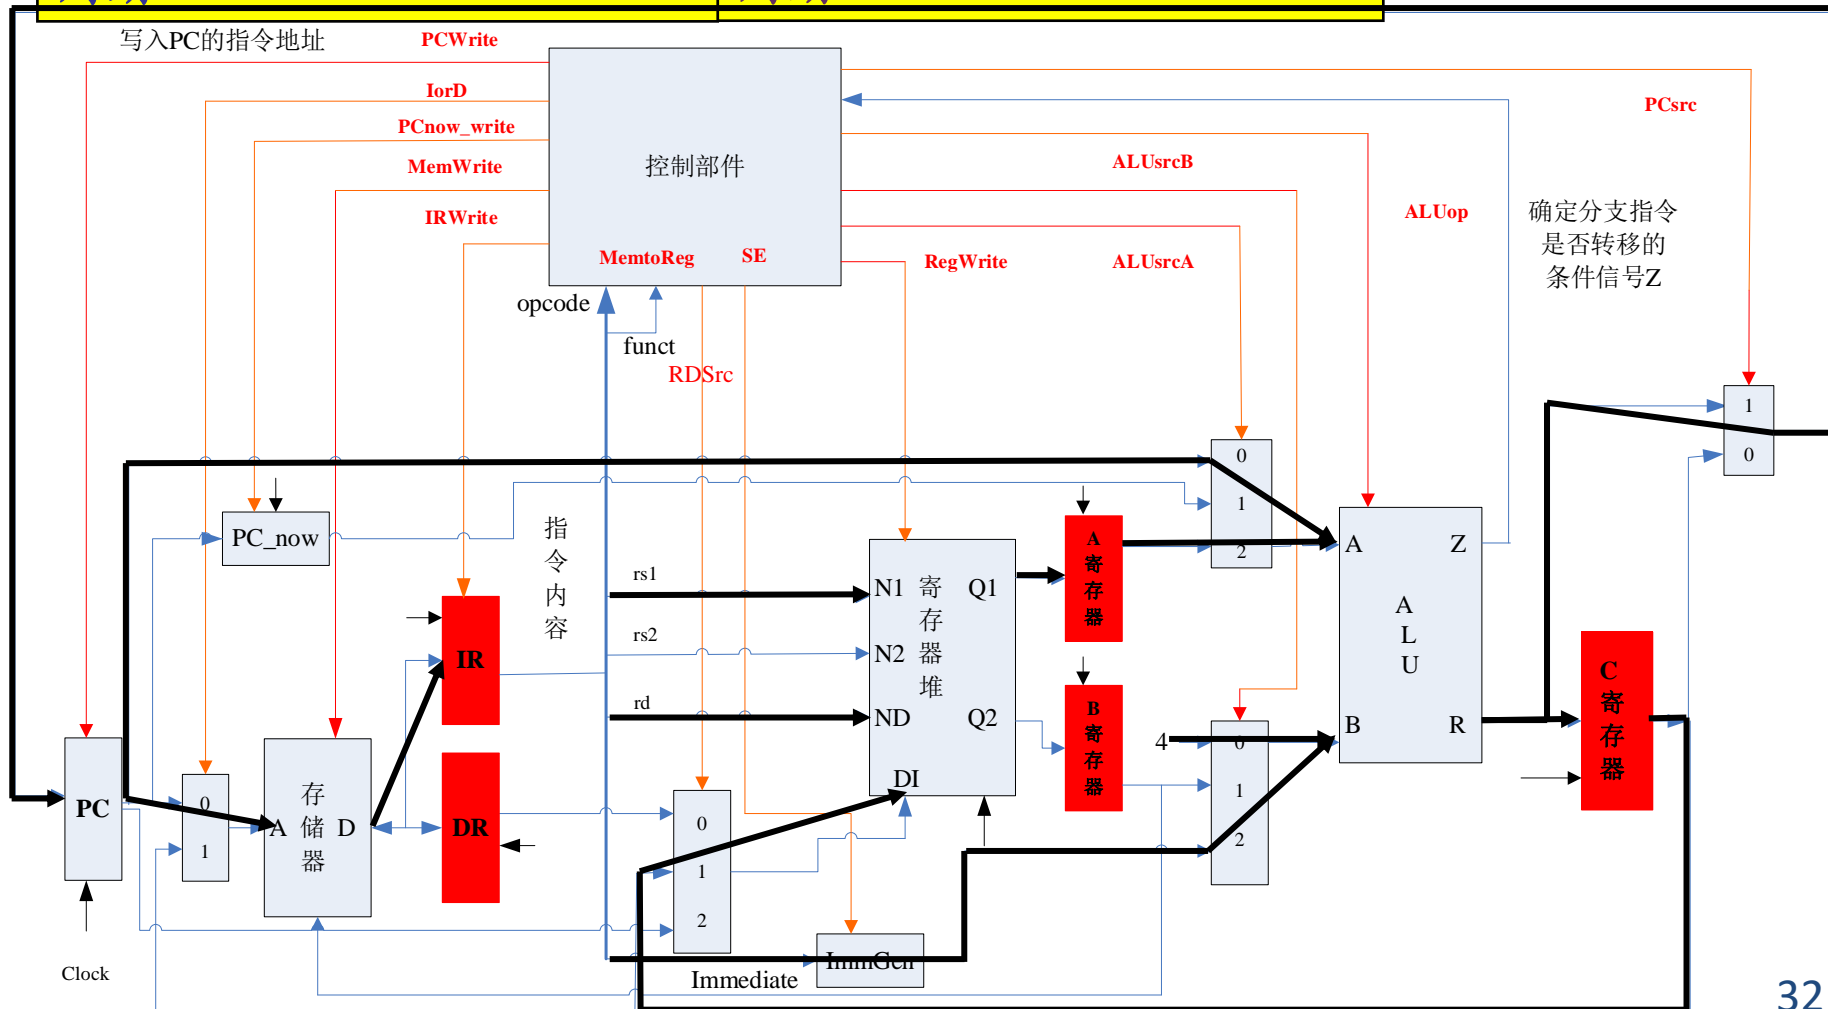 写入PC的指令地址
PCWrite
IorD
PCnow_write
MemWrite
IRWrite
控制部件
MemtoReg
SE
PCsrc
ALUsrcB
ALUop
RegWrite
ALUsrcA
确定分支指令
是否转移的
条件信号Z
opcode
funct
RDSrc
1
0
0
1
2
PC_now
指
令
内
容
rs1
rs2
rd
N1
N2
ND
DI
寄
存
器
堆
Q1
Q2
A
寄
存
器
B
寄
存
器
A
B
Z
R
A
L
U
C
寄
存
器
IR
DR
4
0
1
2
PC
0
1
A
存
储
器
D
0
1
2
ImmGen
Immediate
Clock
32